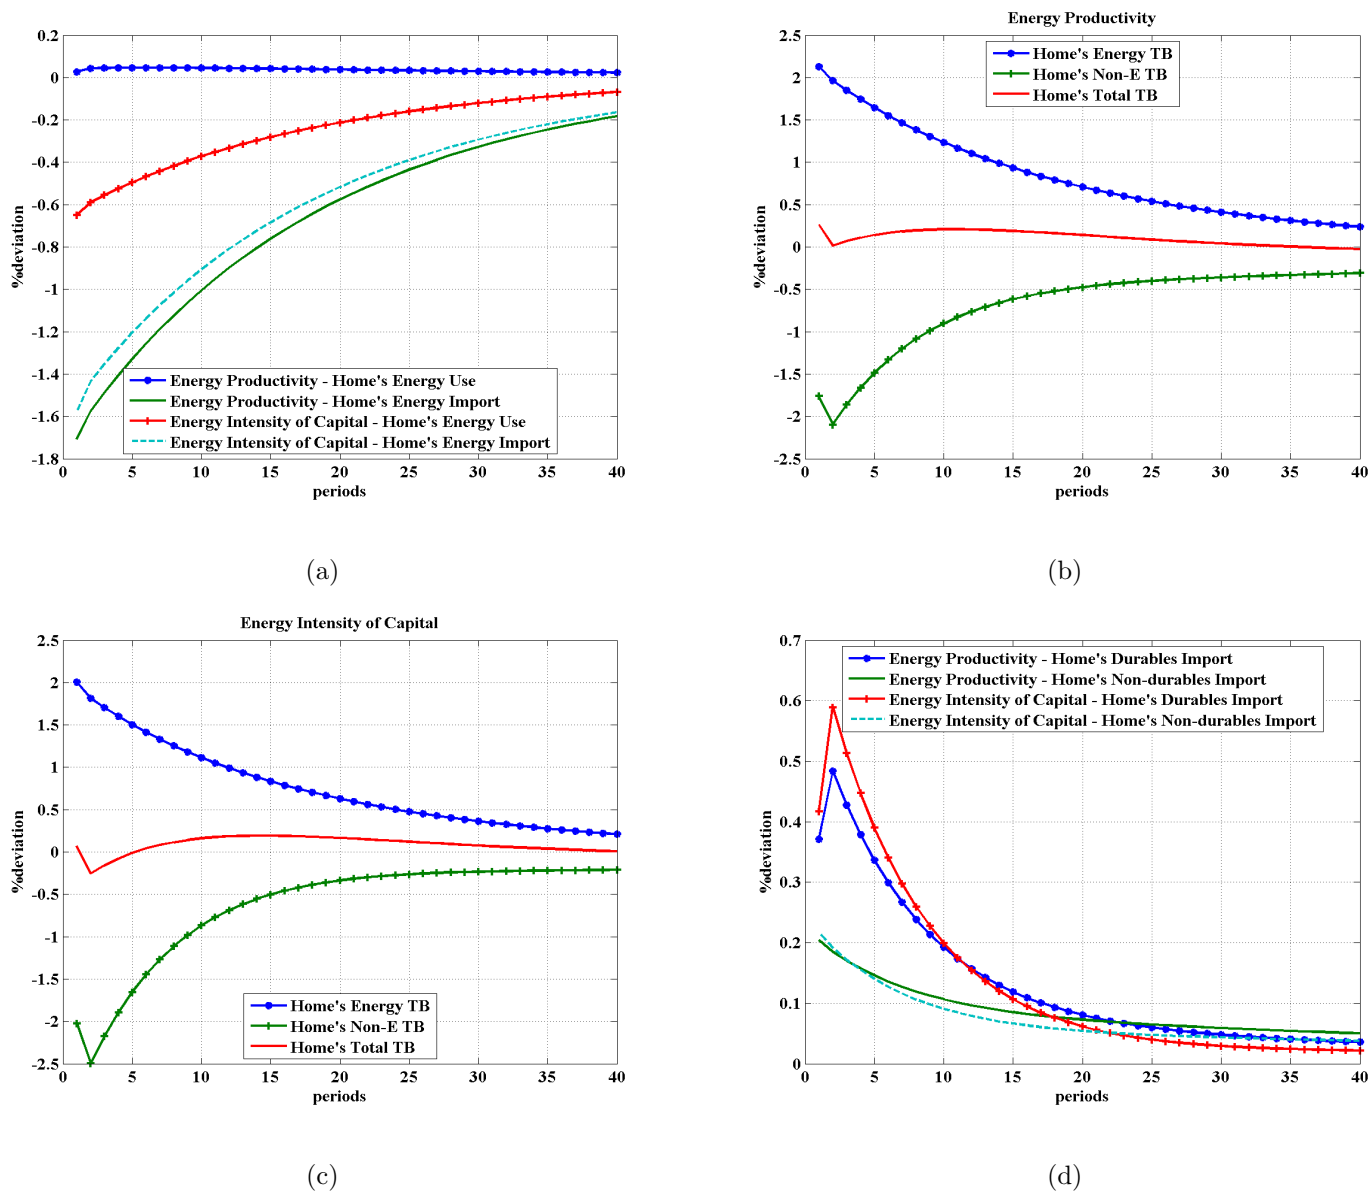 0.2
0
-0.2
-0.4
-0.6
-0.8
-1
-1.2
-1.4
-1.6
-1.8
%deviation
Energy Productivity - Home's Energy Use
Energy Productivity - Home's Energy Import
Energy Intensity of Capital - Home's Energy Use
Energy Intensity of Capital - Home's Energy Import
0 5 10 15 20 25 30 35 40
periods
(a)
Energy Productivity
2.5
2
1.5
1
0.5
0
-0.5
-1
-1.5
-2
-2.5
%deviation
Home's Energy TB
Home's Non-E TB
Home's Total TB
0 5 10 15 20 25 30 35 40
periods
(b)
Energy Intensity of Capital
2.5
2
1.5
1
0.5
0
-0.5
-1
-1.5
-2
-2.5
%deviation
Home's Energy TB
Home's Non-E TB
Home's Total TB
0 5 10 15 20 25 30 35 40
periods
(c)
0.7
0.6
0.5
0.4
0.3
0.2
0.1
0
%deviation
Energy Productivity - Home's Durables Import
Energy Productivity - Home's Non-durables Import
Energy Intensity of Capital - Home's Durables Import
Energy Intensity of Capital - Home's Non-durables Import
0 5 10 15 20 25 30 35 40
periods
(d)